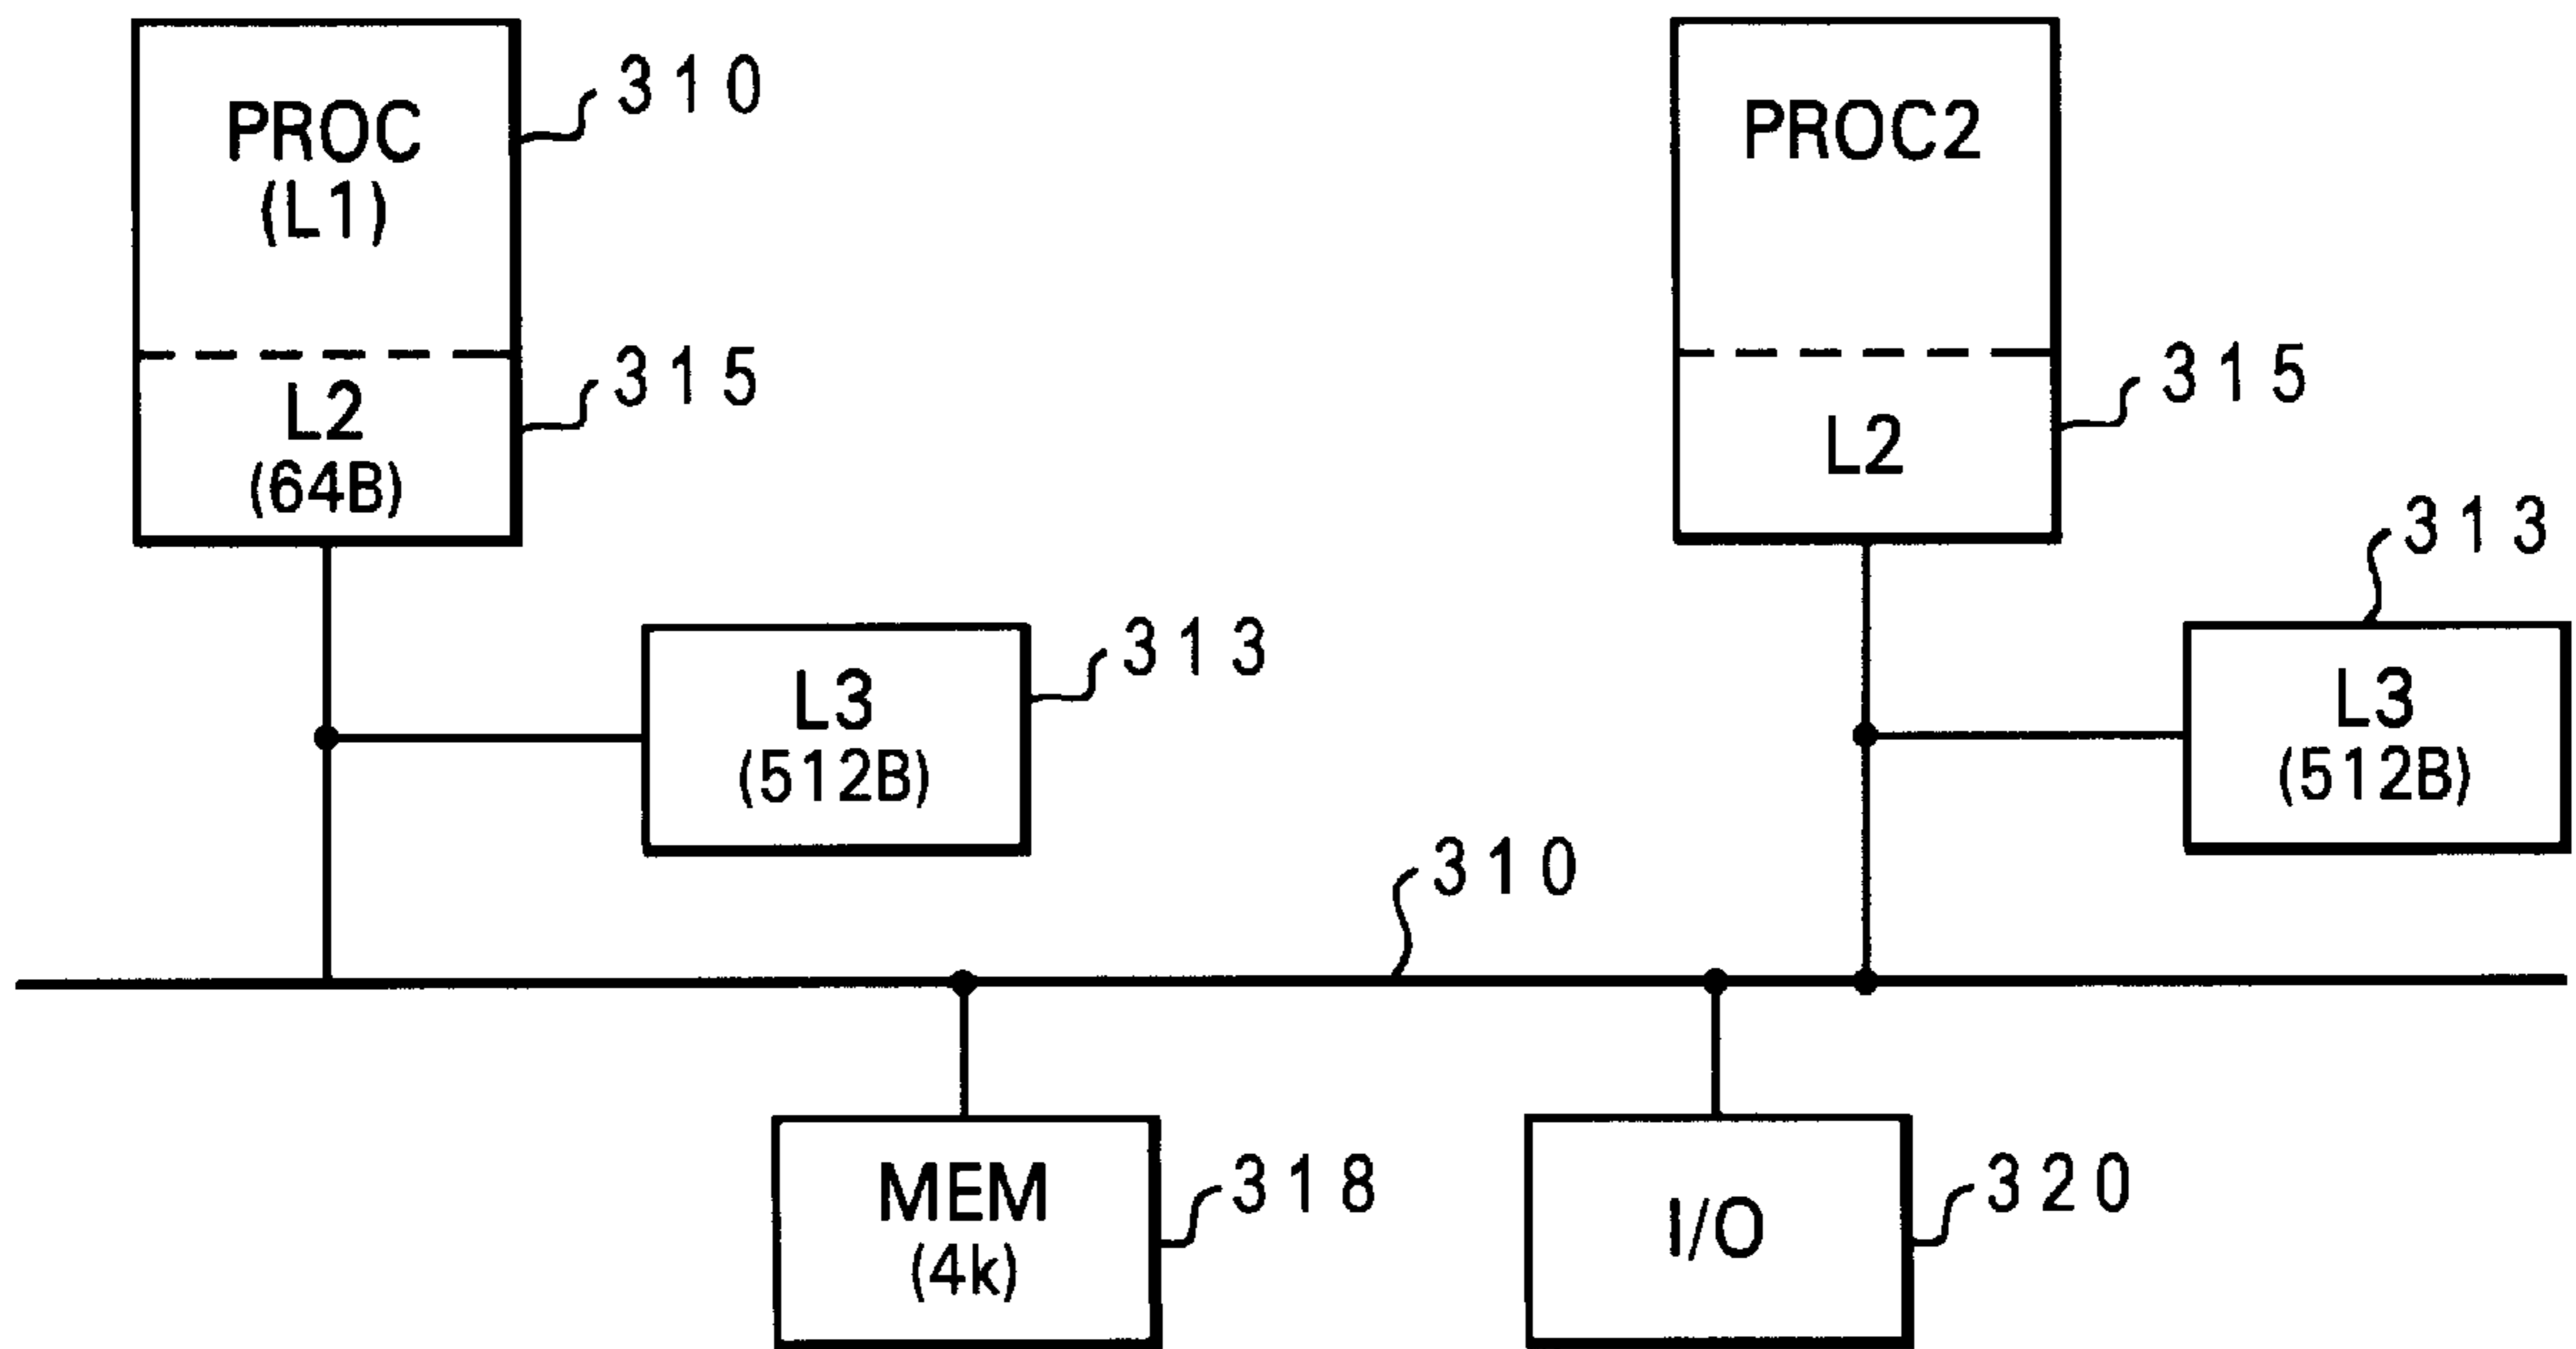 PROC
(L1)
310
L2
(64B)
315
PROC2
L2
315
L3
(512B)
313
L3
(512B)
313
310
MEM
(4k)
318
I/O
320